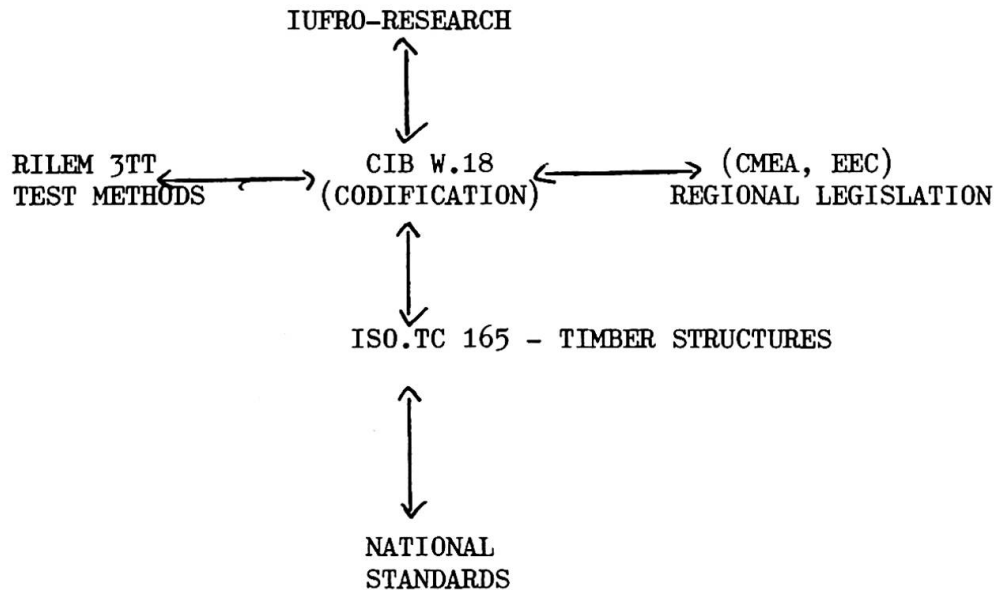 IUFRO-RESEARCH
RILEM 3TT
TEST METHODS
CIB W.18
(CODIFICATION)
(CMEA, EEC)
REGIONAL LEGISLATION
ISO.TC 165 - TIMBER STRUCTURES
NATIONAL
STANDARDS